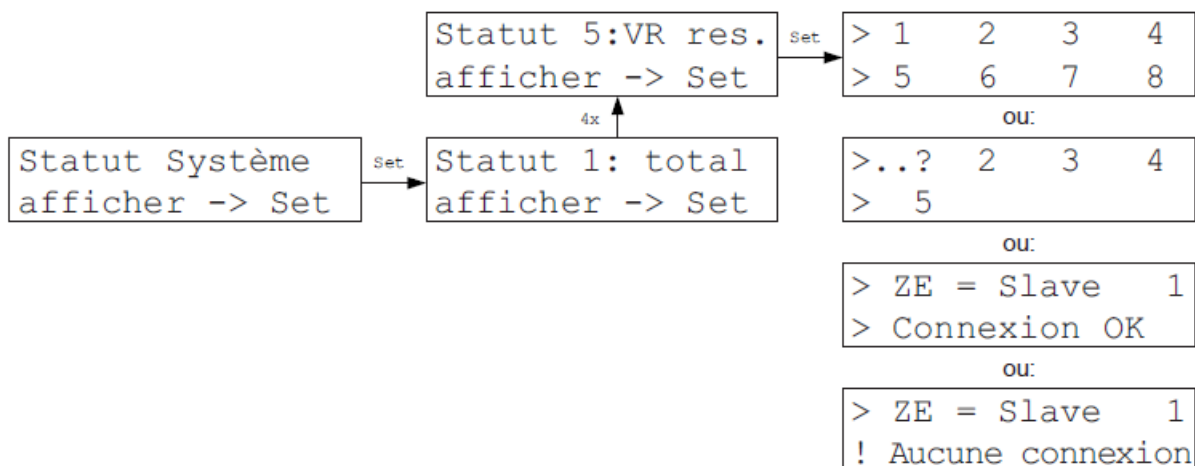 Statut Système
afficher -> Set
Set
Statut 1: total
afficher -> Set
4x
Statut 5:VR res.
afficher -> Set
Set
> 1 2 3 4
> 5 6 7 8
ou:
>..? 2 3 4
> 5
ou:
> ZE = Slave 1
> Connexion OK
ou:
> ZE = Slave 1
! Aucune connexion